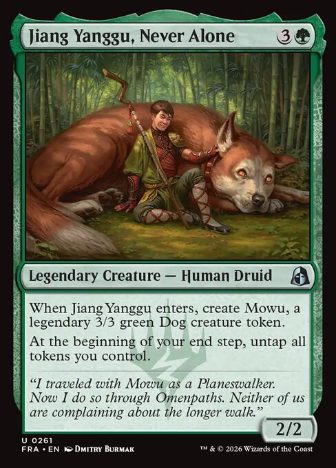 Jiang Yanggu, Never Alone 3
Legendary Creature — Human Druid
When Jiang Yanggu enters, create Mowu, a
legendary 3/3 green Dog creature token.
At the beginning of your end step, untap all
tokens you control.
“I traveled with Mowu as a Planeswalker.
Now I do so through Omenpaths. Neither of us
are complaining about the longer walk.”
2/2
U 0261
FRA • EN Dmitry Burmak
™ & © 2026 Wizards of the Coast